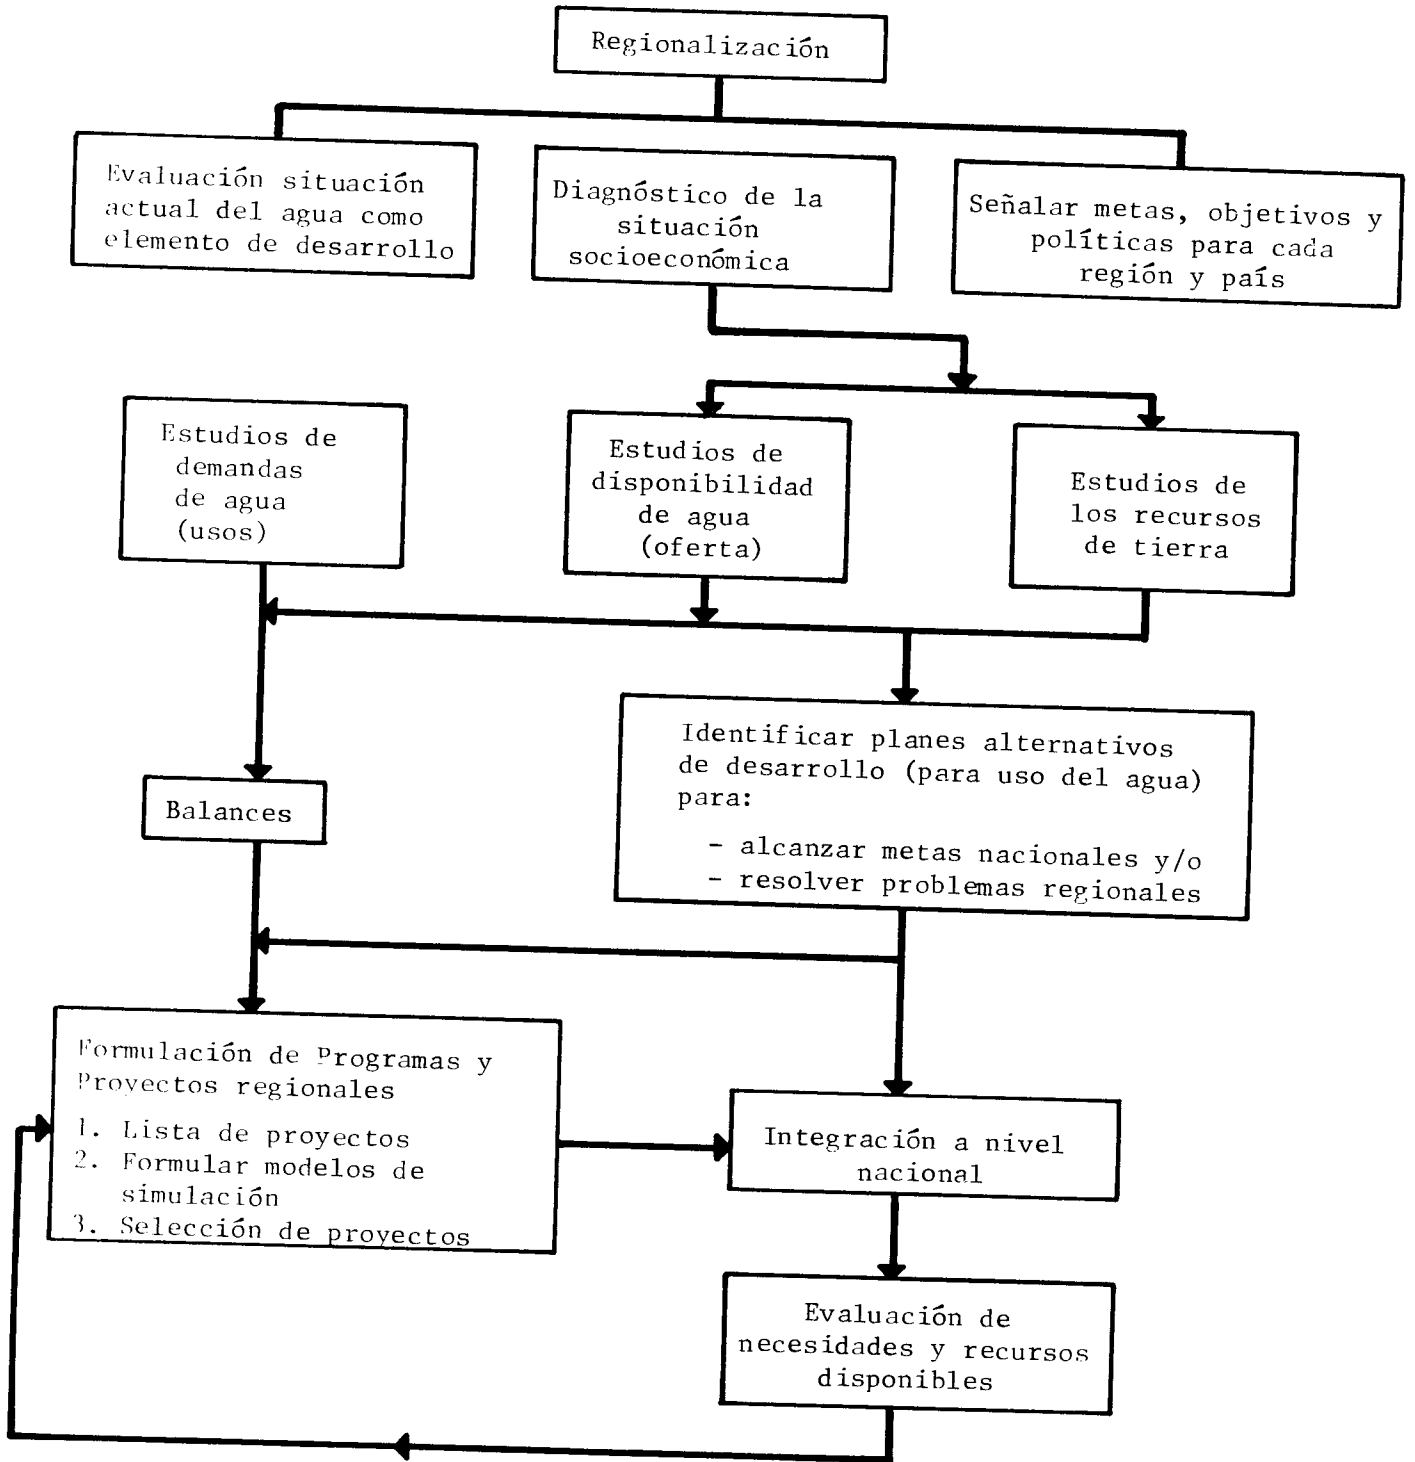 Regionalización
Evaluación situación
actual del agua como
elemento de desarrollo
Diagnóstico de la
situación
socioeconómica
Señalar metas, objetivos y
políticas para cada
región y país
Estudios de
demandas
de agua
(usos)
Estudios de
disponibilidad
de agua
(oferta)
Estudios de
los recursos
de tierra
Identificar planes alternativos
de desarrollo (para uso del agua)
para:
- alcanzar metas nacionales y/o
- resolver problemas regionales
Balances
Formulación de Programas y
Proyectos regionales
1. Lista de proyectos
2. Formular modelos de
simulación
3. Selección de proyectos
Integración a nivel
nacional
Evaluación de
necesidades y recursos
disponibles